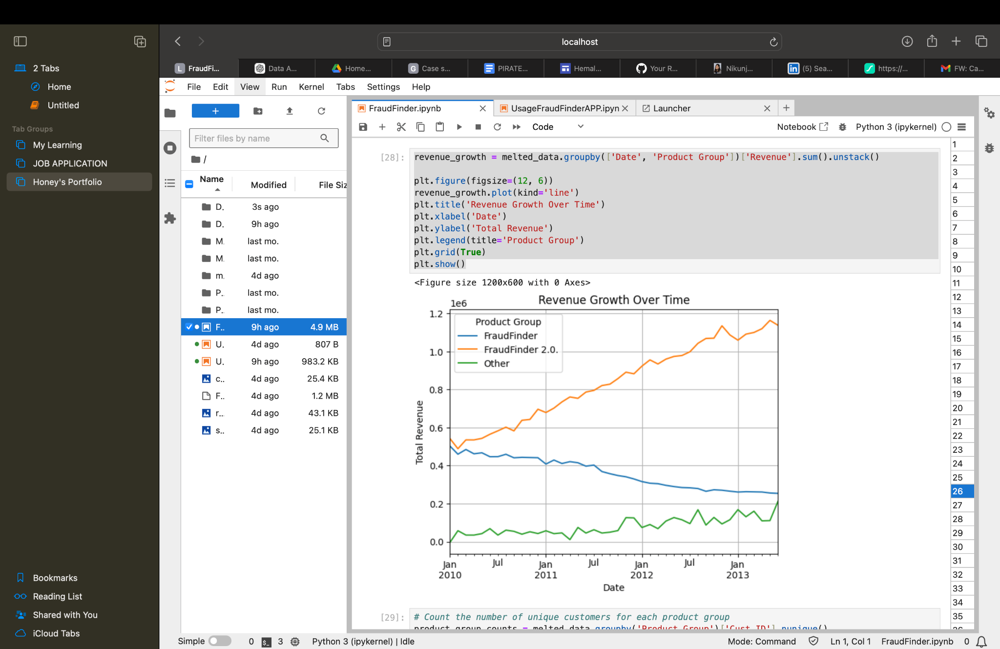 localhost
2 Tabs
Home
Untitled
Tab Groups
My Learning
JOB APPLICATION
Honey's Portfolio
Bookmarks
Reading List
Shared with You
iCloud Tabs
L FraudFi... Data A... Home... G Case s... PIRATE... Hemal... Your R... Nikunj... in (5) Sea... https://... FW: Ca...
File Edit View Run Kernel Tabs Settings Help
+
Filter files by name
/
Name Modified File Siz
D. 3s ago
D. 9h ago
M. last mo.
M. last mo.
m. 4d ago
P.. last mo.
P.. last mo.
F.. 9h ago 4.9 MB
U. 4d ago 807 B
U. 9h ago 983.2 KB
c.. 4d ago 25.4 KB
F.. 4d ago 1.2 MB
r... 4d ago 43.1 KB
s.. 4d ago 25.1 KB
FraudFinder.ipynb UsageFraudFinderAPP.ipyn Launcher
Code Notebook Python 3 (ipykernel)
[28]:
revenue_growth = melted_data.groupby(['Date', 'Product Group'])['Revenue'].sum().unstack()
plt.figure(figsize=(12, 6))
revenue_growth.plot(kind='line')
plt.title('Revenue Growth Over Time')
plt.xlabel('Date')
plt.ylabel('Total Revenue')
plt.legend(title='Product Group')
plt.grid(True)
plt.show()
<Figure size 1200x600 with 0 Axes>
Revenue Growth Over Time
1e6
Product Group
FraudFinder
FraudFinder 2.0.
Other
1.2
1.0
0.8
0.6
0.4
0.2
0.0
Total Revenue
Jan Jul Jan Jul Jan Jul Jan
2010 2011 2012 2013
Date
[29]:
# Count the number of unique customers for each product group
product_group_counts = melted_data.groupby('Product Group')['Cust_ID'].nunique()
1
2
3
4
5
6
7
8
9
10
11
12
13
14
15
16
17
18
19
20
21
22
23
24
25
26
27
28
29
30
31
32
33
34
35
36
Simple 0 $_ 3 Python 3 (ipykernel) | Idle Mode: Command Ln 1, Col 1 FraudFinder.ipynb 0